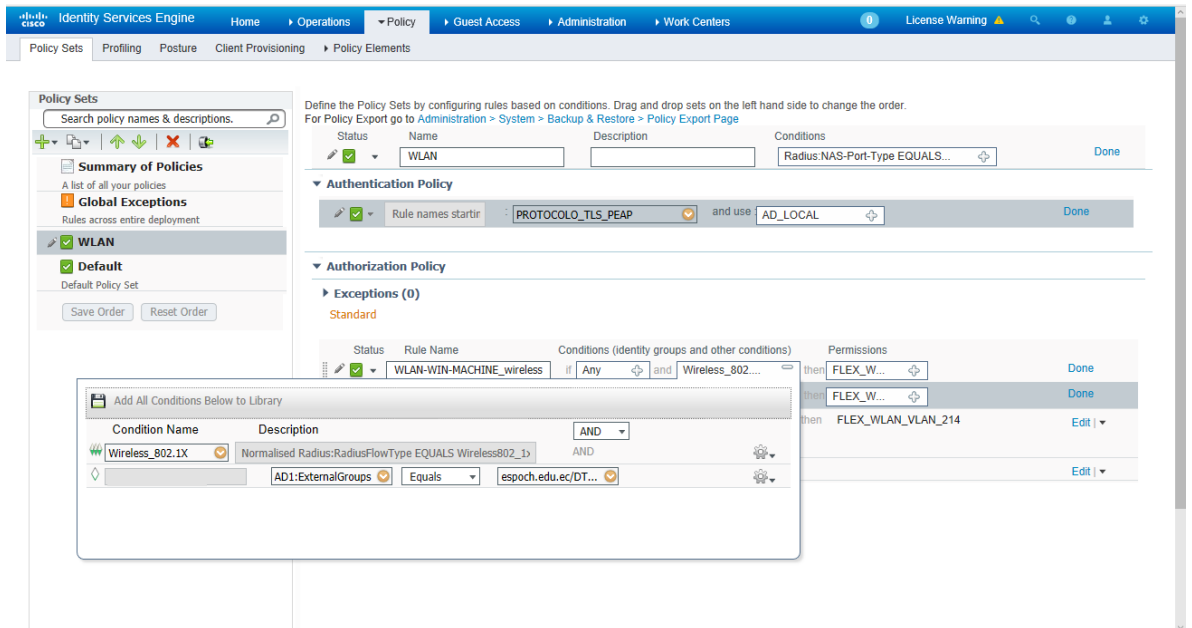 cisco Identity Services Engine Home Operations Policy Guest Access Administration Work Centers 0 License Warning
Policy Sets Profiling Posture Client Provisioning Policy Elements
Policy Sets
Search policy names & descriptions.
Summary of Policies
A list of all your policies
Global Exceptions
Rules across entire deployment
WLAN
Default
Default Policy Set
Save Order Reset Order
Define the Policy Sets by configuring rules based on conditions. Drag and drop sets on the left hand side to change the order.
For Policy Export go to Administration > System > Backup & Restore > Policy Export Page
Status Name Description Conditions
WLAN Radius:NAS-Port-Type EQUALS... Done
Authentication Policy
Rule names startin : PROTOCOLO_TLS_PEAP and use : AD_LOCAL Done
Authorization Policy
Exceptions (0)
Standard
Status Rule Name Conditions (identity groups and other conditions) Permissions
WLAN-WIN-MACHINE_wireless if Any and Wireless_802.... then FLEX_W... Done
then FLEX_W... Done
then FLEX_WLAN_VLAN_214 Edit |
Edit |
Add All Conditions Below to Library
Condition Name Description AND
Wireless_802.1X Normalised Radius:RadiusFlowType EQUALS Wireless802_1x AND
AD1:ExternalGroups Equals espoch.edu.ec/DT...